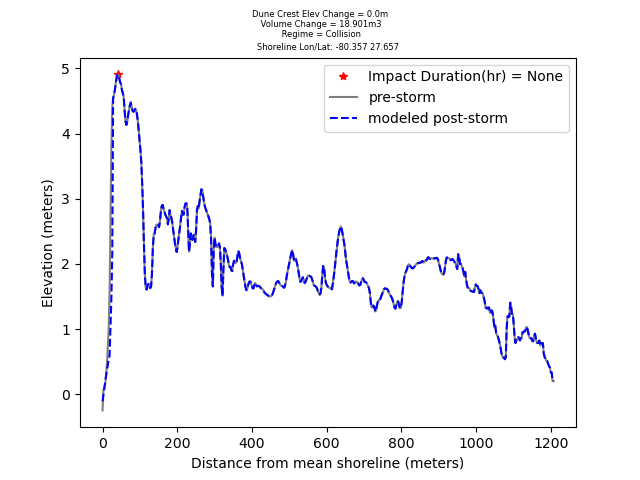 Dune Crest Elev Change = 0.0m
Volume Change = 18.901m3
Regime = Collision
Shoreline Lon/Lat: -80.357 27.657
Impact Duration(hr) = None
pre-storm
modeled post-storm
Elevation (meters)
5
4
3
2
1
0
0 200 400 600 800 1000 1200
Distance from mean shoreline (meters)